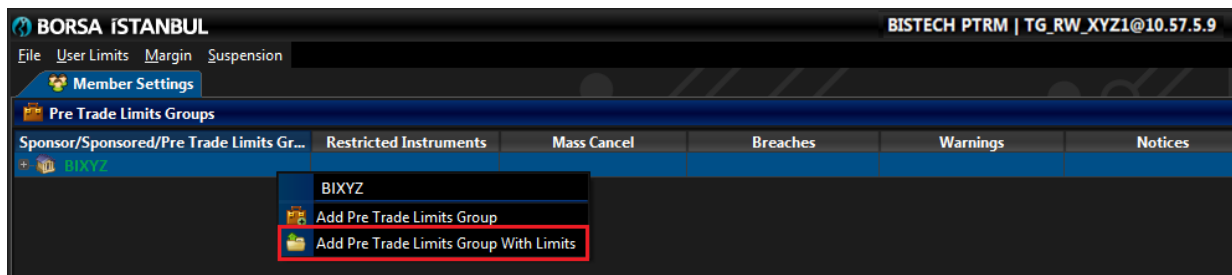 BORSA İSTANBUL
BISTECH PTRM | TG_RW_XYZ1@10.57.5.9
File User Limits Margin Suspension
Member Settings
Pre Trade Limits Groups
Sponsor/Sponsored/Pre Trade Limits Gr... Restricted Instruments Mass Cancel Breaches Warnings Notices
BIXYZ
BIXYZ
Add Pre Trade Limits Group
Add Pre Trade Limits Group With Limits